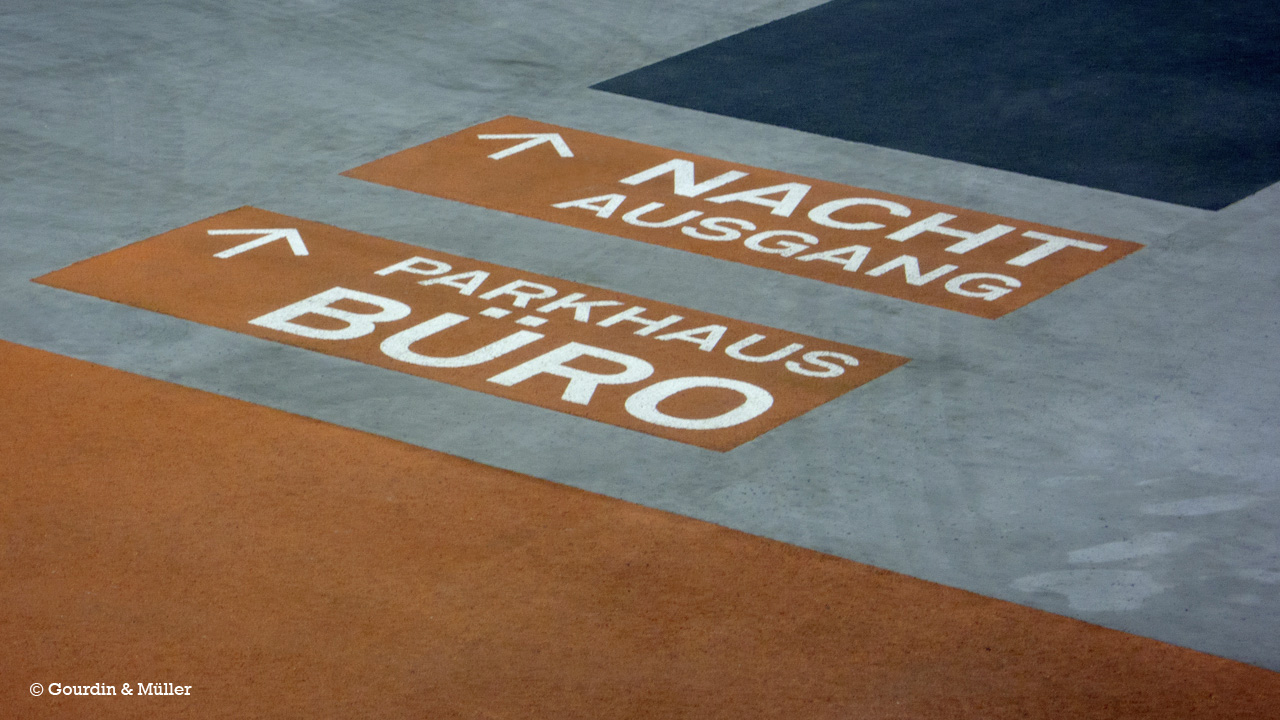 NACHT
AUSGANG
PARKHAUS
BÜRO
© Gourdin & Müller